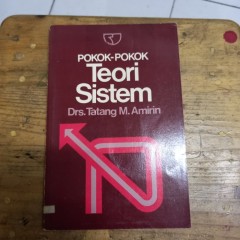 POKOK-POKOK
Teori
Sistem
Drs. Tatang M. Amirin